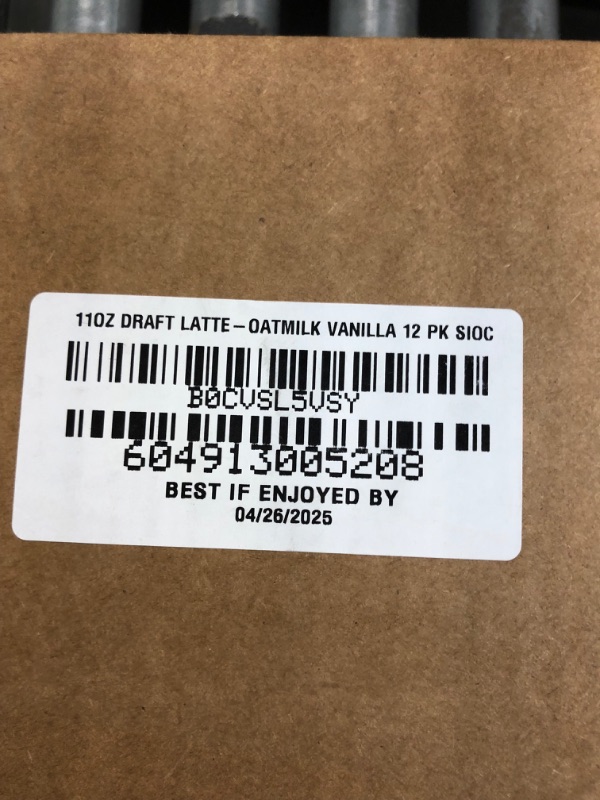 11OZ DRAFT LATTE–OATMILK VANILLA 12 PK SIOC
B0CVSL5VSY
604913005208
BEST IF ENJOYED BY
04/26/2025